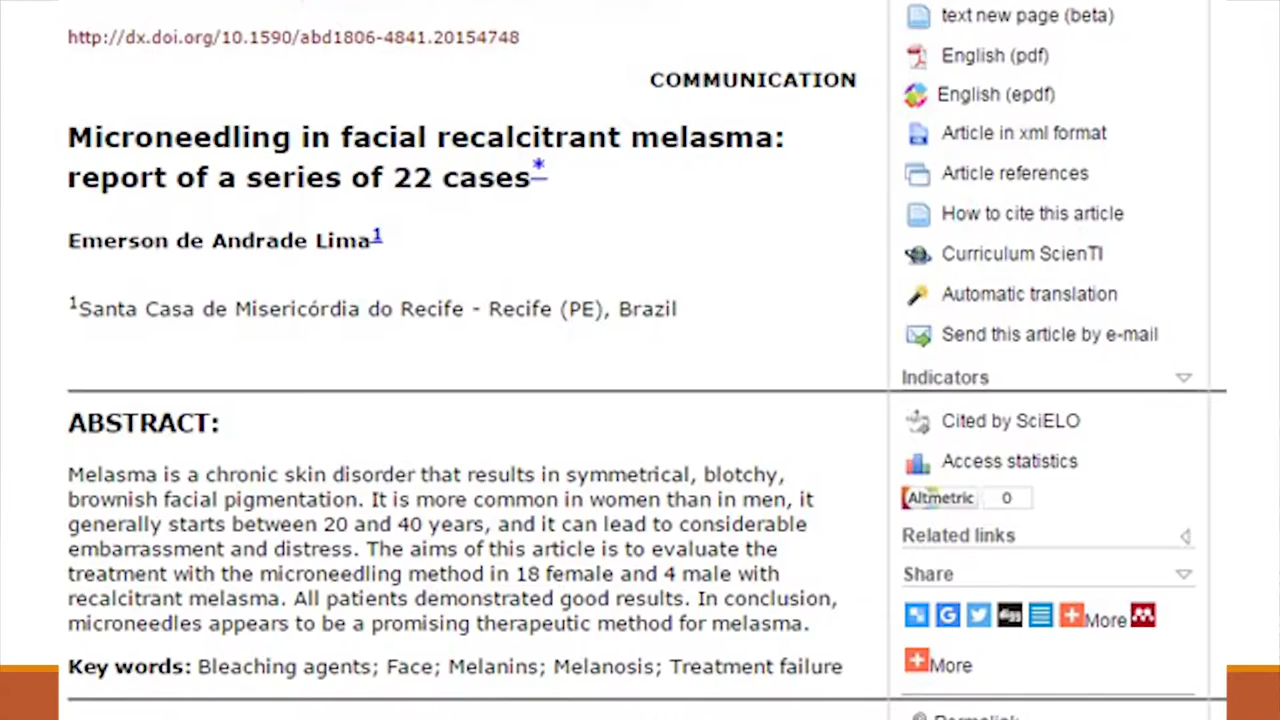 http://dx.doi.org/10.1590/abd1806-4841.20154748
COMMUNICATION
Microneedling in facial recalcitrant melasma:
report of a series of 22 cases*
Emerson de Andrade Lima1
1Santa Casa de Misericórdia do Recife - Recife (PE), Brazil
ABSTRACT:
Melasma is a chronic skin disorder that results in symmetrical, blotchy,
brownish facial pigmentation. It is more common in women than in men, it
generally starts between 20 and 40 years, and it can lead to considerable
embarrassment and distress. The aims of this article is to evaluate the
treatment with the microneedling method in 18 female and 4 male with
recalcitrant melasma. All patients demonstrated good results. In conclusion,
microneedles appears to be a promising therapeutic method for melasma.
Key words: Bleaching agents; Face; Melanins; Melanosis; Treatment failure
text new page (beta)
English (pdf)
English (epdf)
Article in xml format
Article references
How to cite this article
Curriculum ScienTI
Automatic translation
Send this article by e-mail
Indicators
Cited by SciELO
Access statistics
Altmetric 0
Related links
Share
digg More
More
Permalink